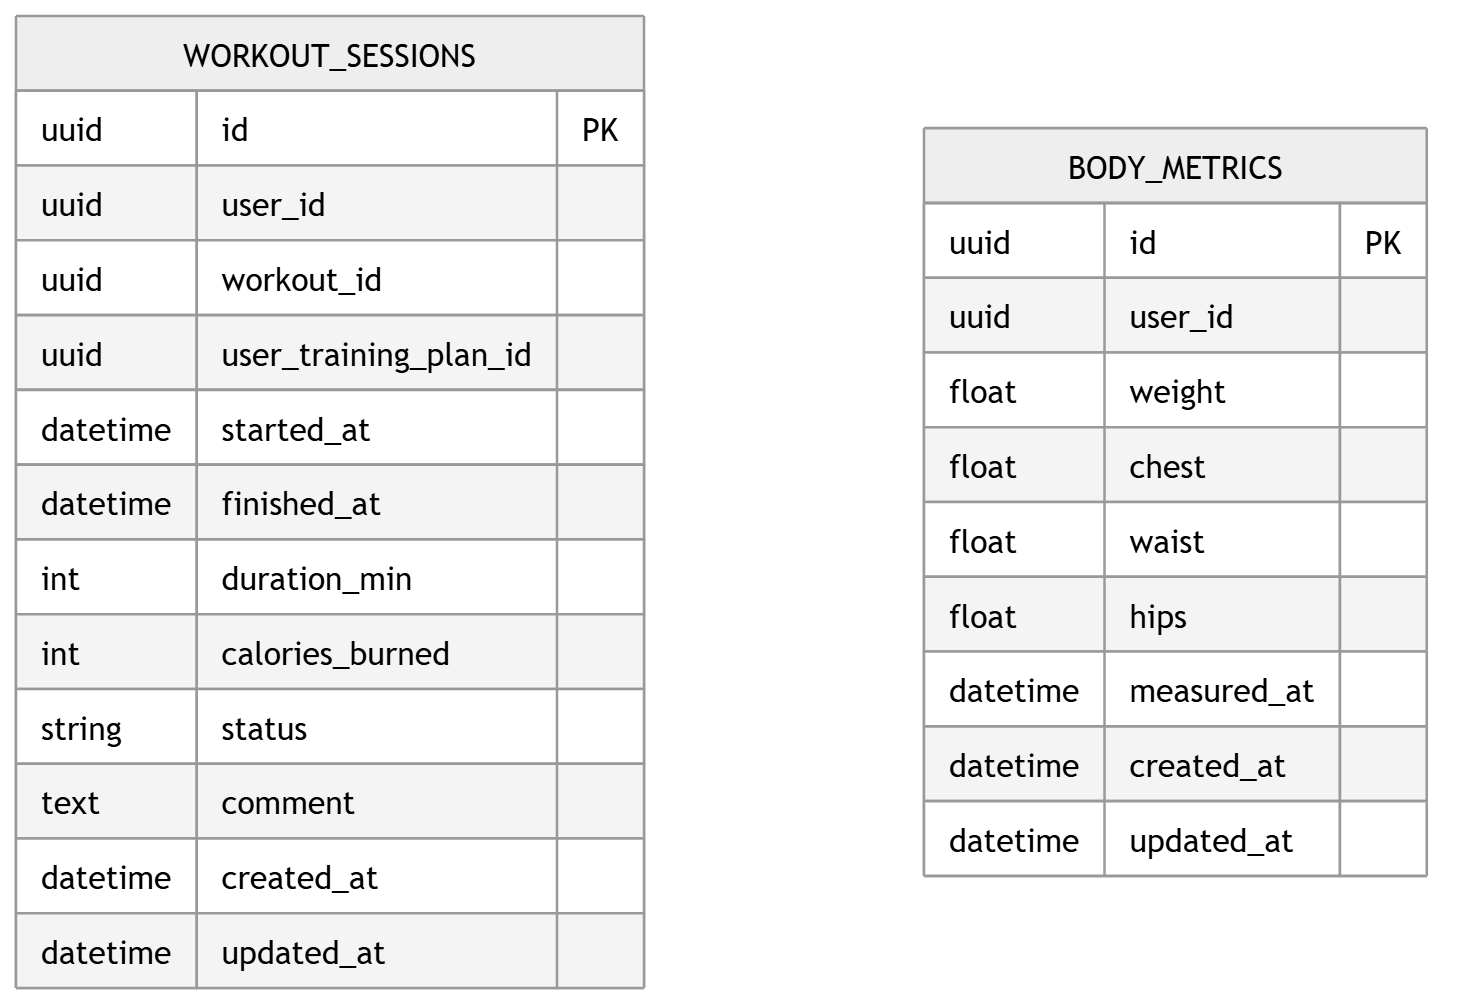 WORKOUT_SESSIONS
uuid id PK
uuid user_id
uuid workout_id
uuid user_training_plan_id
datetime started_at
datetime finished_at
int duration_min
int calories_burned
string status
text comment
datetime created_at
datetime updated_at
BODY_METRICS
uuid id PK
uuid user_id
float weight
float chest
float waist
float hips
datetime measured_at
datetime created_at
datetime updated_at